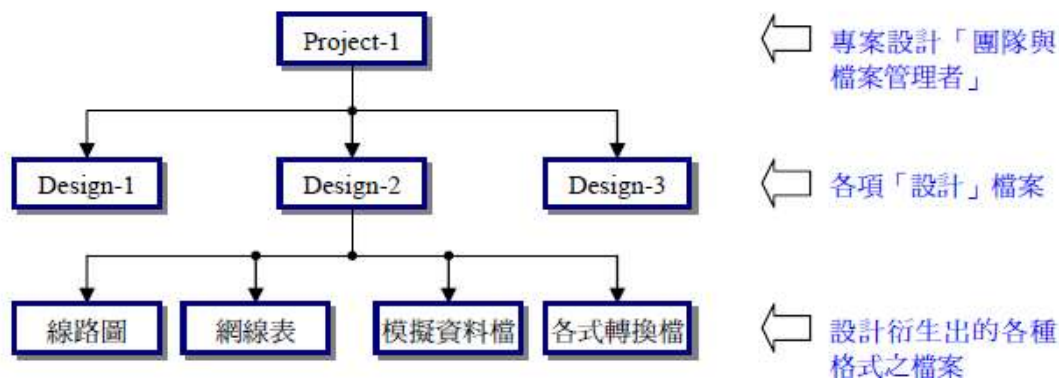 Project-1
專案設計「團隊與
檔案管理者」
Design-1
Design-2
Design-3
各項「設計」檔案
線路圖
網線表
模擬資料檔
各式轉換檔
設計衍生出的各種
格式之檔案